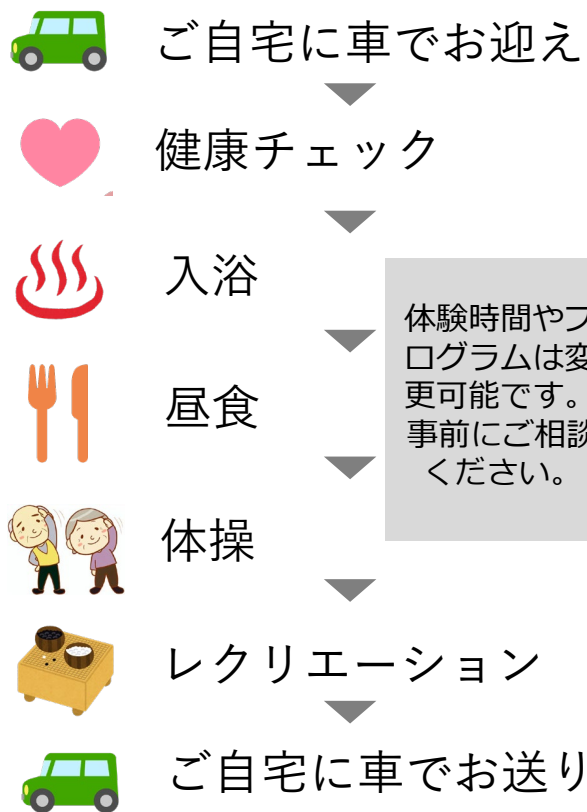 ご自宅に車でお迎え
健康チェック
入浴
体験時間やプ
ログラムは変
更可能です。
事前にご相談
ください。
昼食
体操
レクリエーション
ご自宅に車でお送り